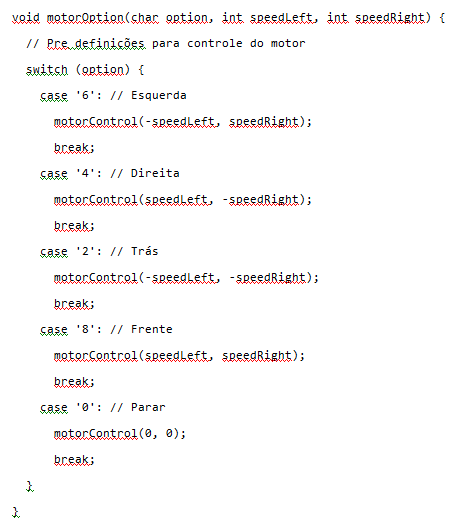 void motorOption(char option, int speedLeft, int speedRight) {
// Pre definições para controle do motor
switch (option) {
case '6': // Esquerda
motorControl(-speedLeft, speedRight);
break;
case '4': // Direita
motorControl(speedLeft, -speedRight);
break;
case '2': // Trás
motorControl(-speedLeft, -speedRight);
break;
case '8': // Frente
motorControl(speedLeft, speedRight);
break;
case '0': // Parar
motorControl(0, 0);
break;
}
}